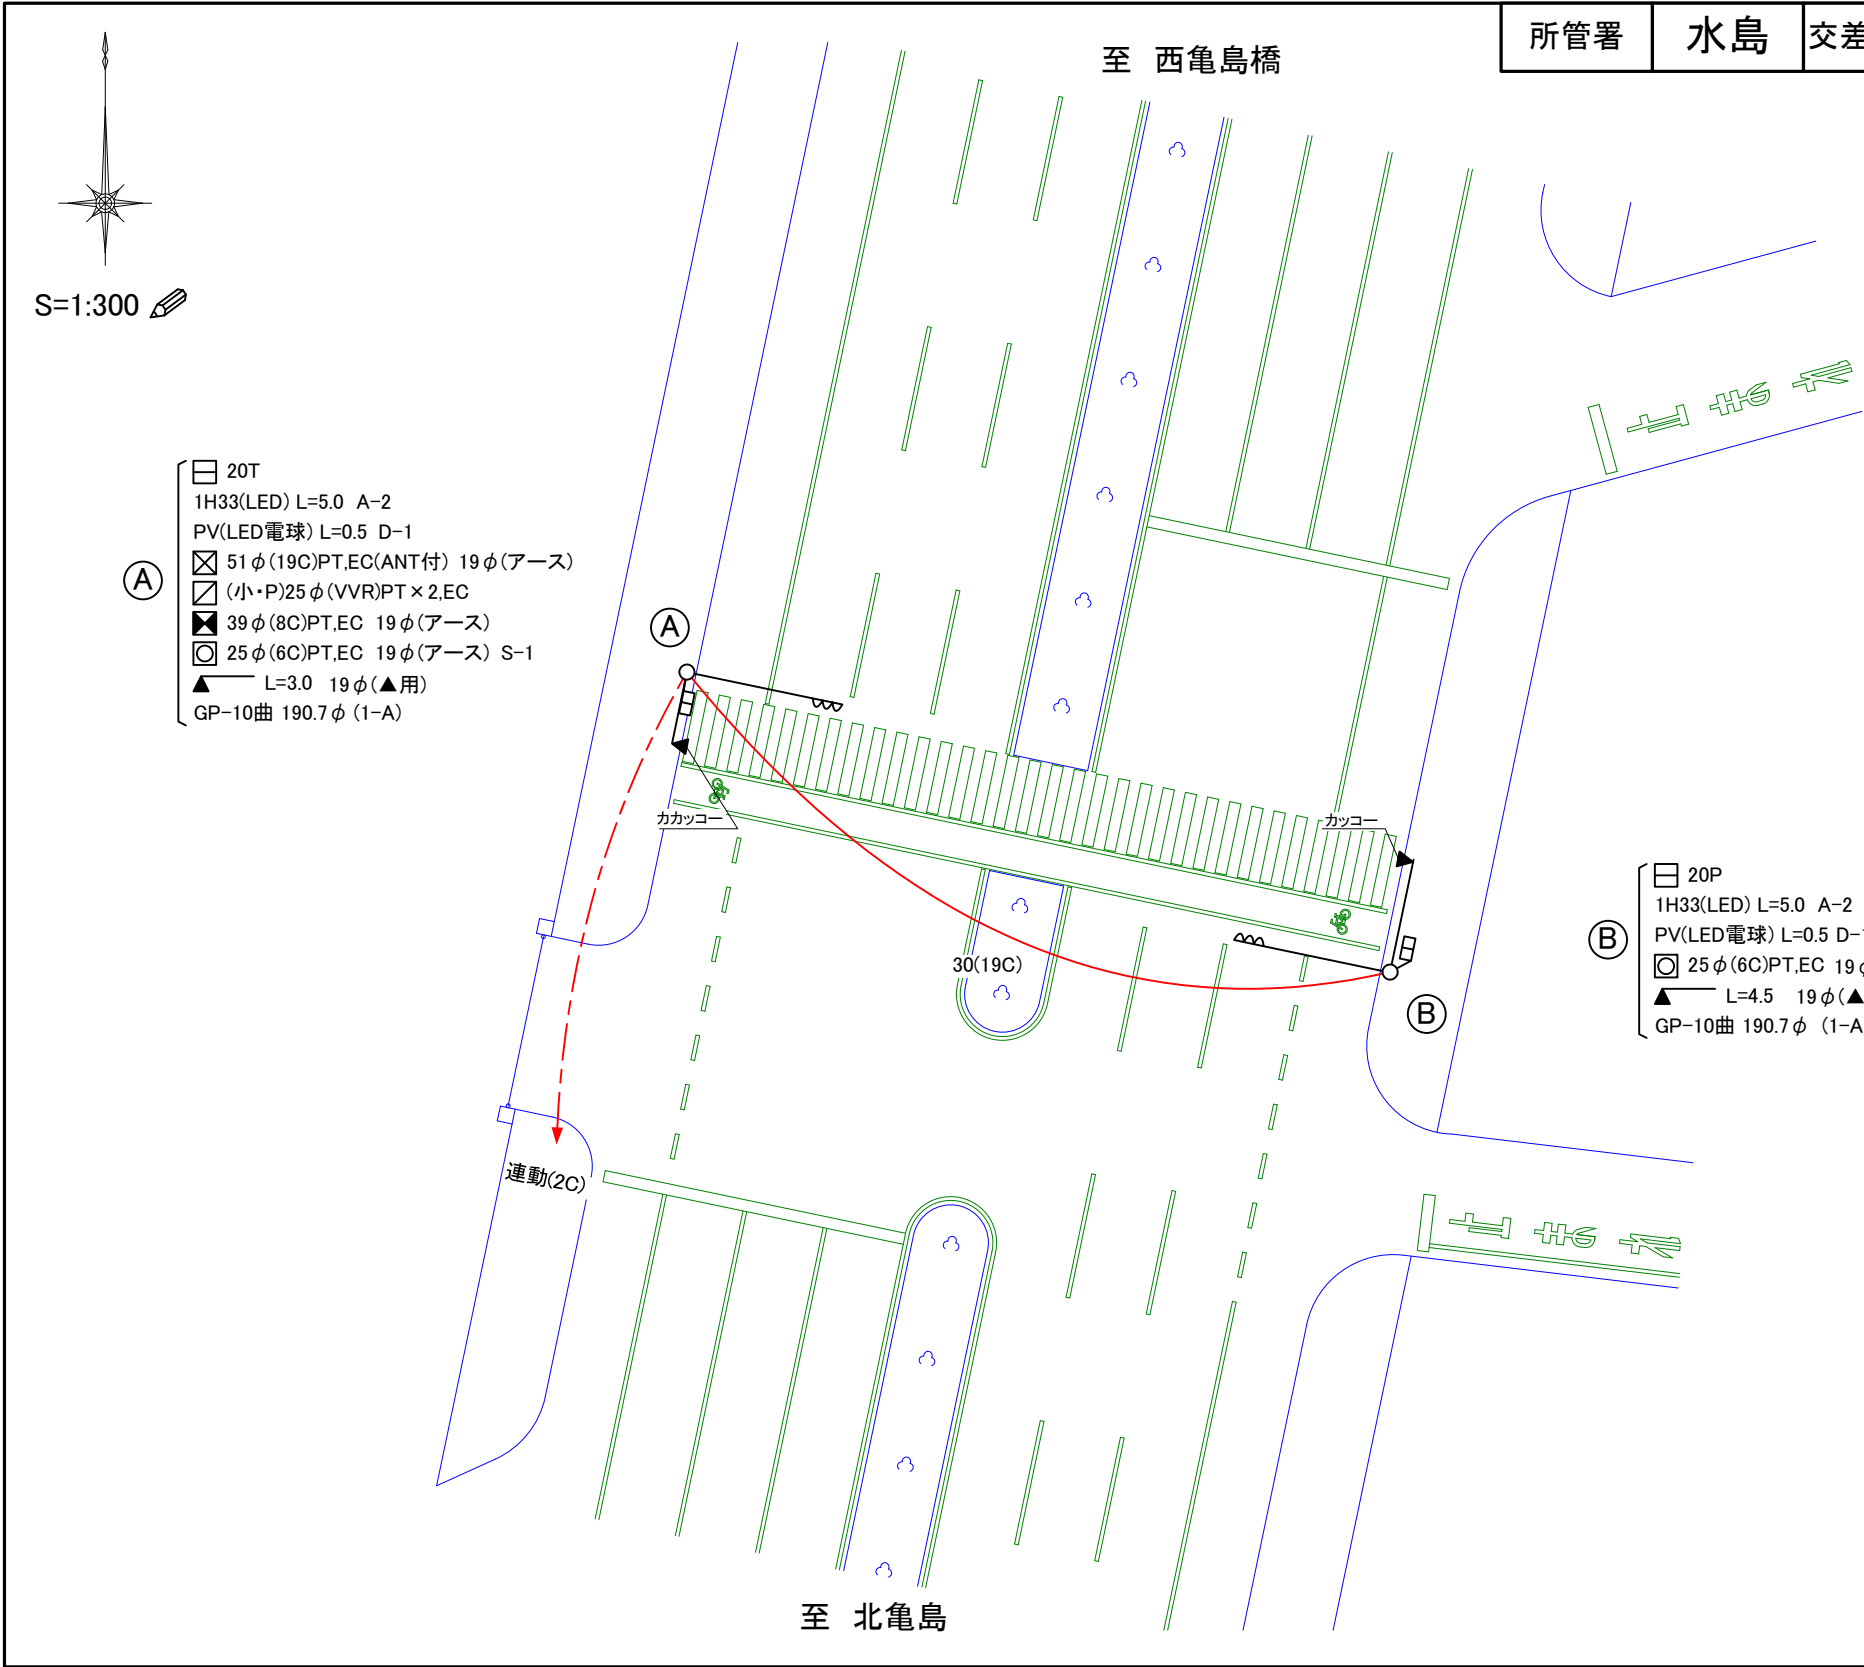 所管署 水島 交差
至 西亀島橋
S=1:300
Ⓐ
20T
1H33(LED) L=5.0 A-2
PV(LED電球) L=0.5 D-1
51φ(19C)PT,EC(ANT付) 19φ(アース)
(小・P)25φ(VVR)PT×2,EC
39φ(8C)PT,EC 19φ(アース)
25φ(6C)PT,EC 19φ(アース) S-1
▲ L=3.0 19φ(▲用)
GP-10曲 190.7φ (1-A)
Ⓐ
カカッコー
カッコー
30(19C)
Ⓑ
Ⓑ
20P
1H33(LED) L=5.0 A-2
PV(LED電球) L=0.5 D-
25φ(6C)PT,EC 19φ
▲ L=4.5 19φ(▲
GP-10曲 190.7φ (1-A
連動(2C)
至 北亀島